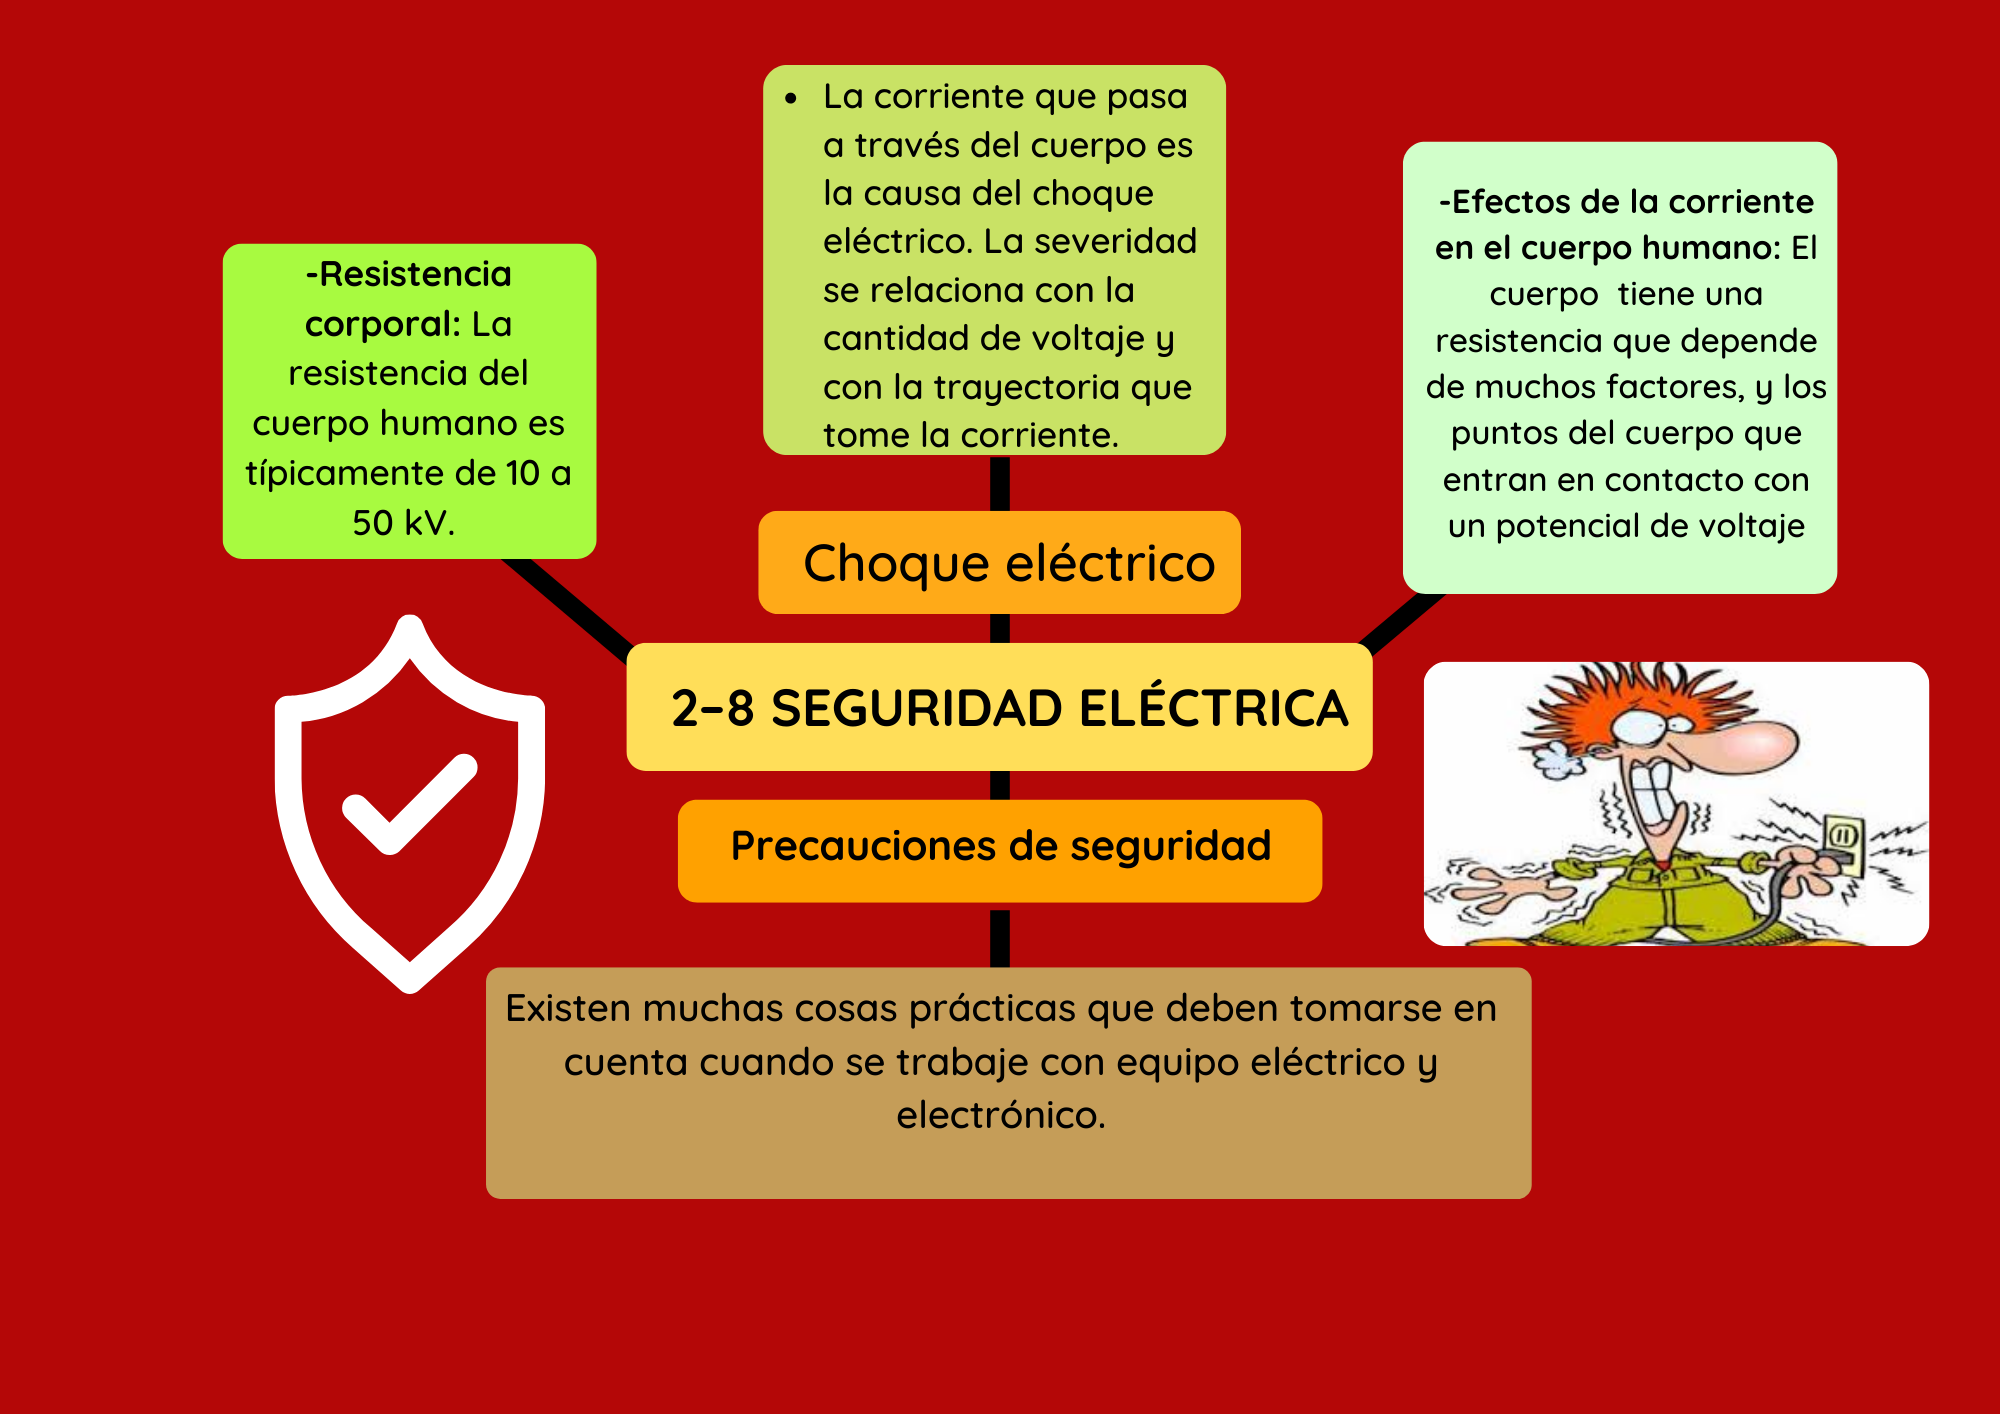 • La corriente que pasa
a través del cuerpo es
la causa del choque
eléctrico. La severidad
se relaciona con la
cantidad de voltaje y
con la trayectoria que
tome la corriente.
-Resistencia
corporal: La
resistencia del
cuerpo humano es
típicamente de 10 a
50 kV.
-Efectos de la corriente
en el cuerpo humano: El
cuerpo  tiene una
resistencia que depende
de muchos factores, y los
puntos del cuerpo que
entran en contacto con
un potencial de voltaje
Choque eléctrico
2-8 SEGURIDAD ELÉCTRICA
Precauciones de seguridad
Existen muchas cosas prácticas que deben tomarse en
cuenta cuando se trabaje con equipo eléctrico y
electrónico.